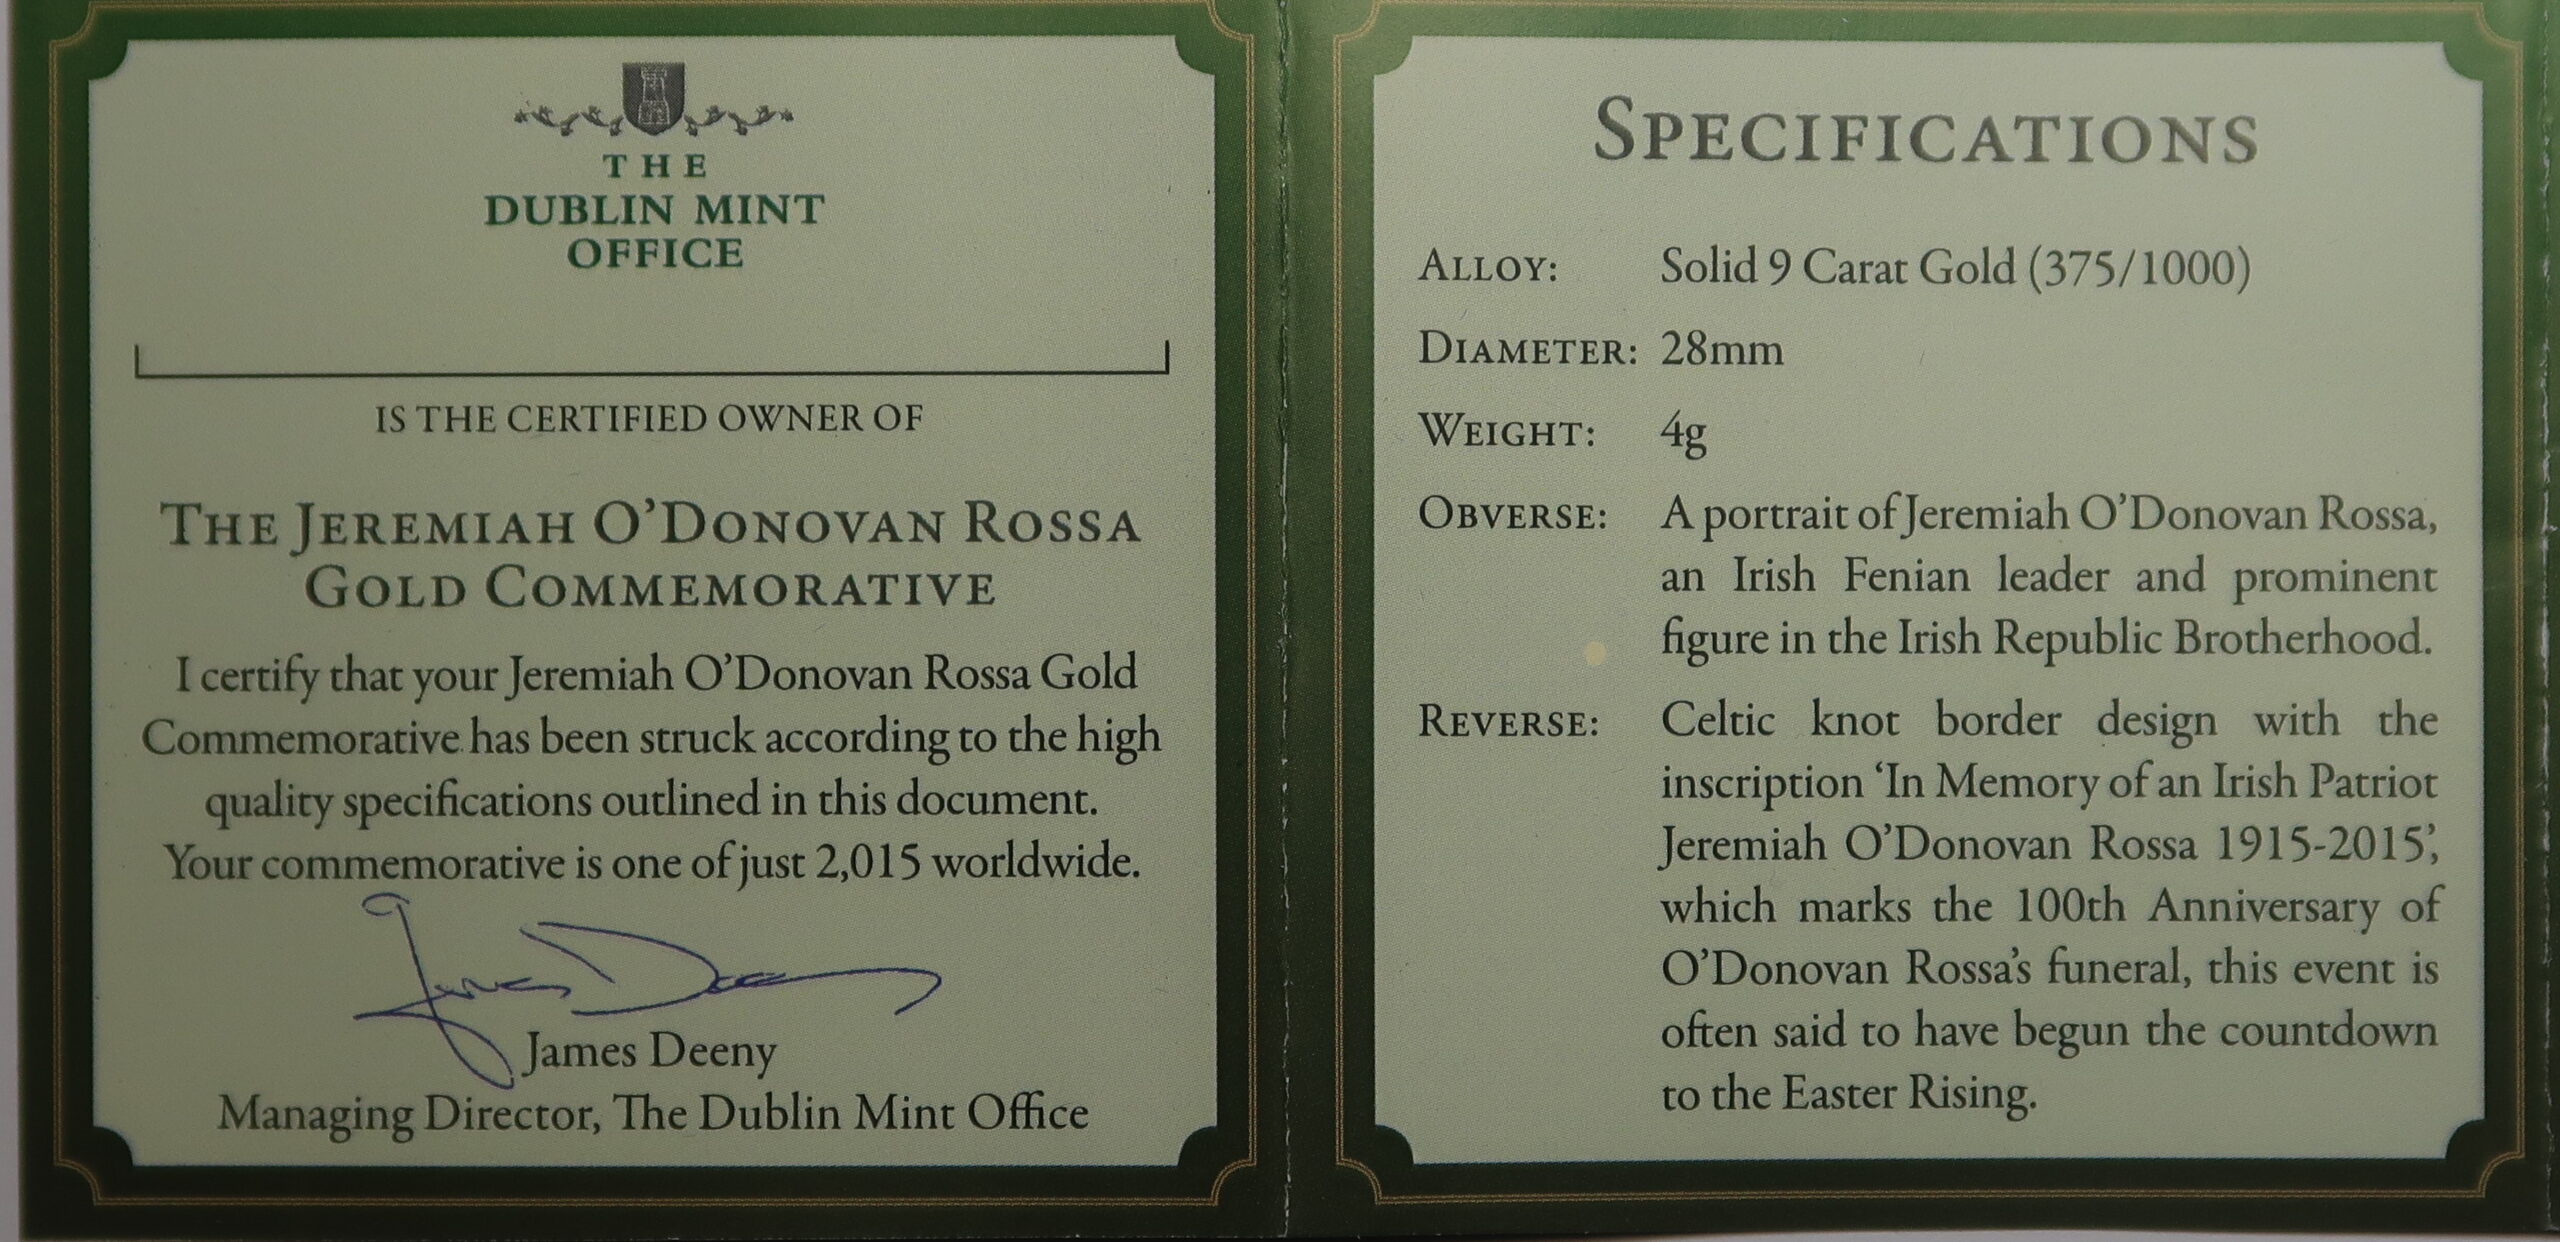 THE
DUBLIN MINT
OFFICE
IS THE CERTIFIED OWNER OF
THE JEREMIAH O'DONOVAN ROSSA
GOLD COMMEMORATIVE
I certify that your Jeremiah O'Donovan Rossa Gold
Commemorative has been struck according to the high
quality specifications outlined in this document.
Your commemorative is one of just 2,015 worldwide.
James Deeny
James Deeny
Managing Director, The Dublin Mint Office
SPECIFICATIONS
ALLOY: Solid 9 Carat Gold (375/1000)
DIAMETER: 28mm
WEIGHT: 4g
OBVERSE: A portrait of Jeremiah O'Donovan Rossa,
an Irish Fenian leader and prominent
figure in the Irish Republic Brotherhood.
REVERSE: Celtic knot border design with the
inscription ‘In Memory of an Irish Patriot
Jeremiah O'Donovan Rossa 1915-2015’,
which marks the 100th Anniversary of
O'Donovan Rossa's funeral, this event is
often said to have begun the countdown
to the Easter Rising.